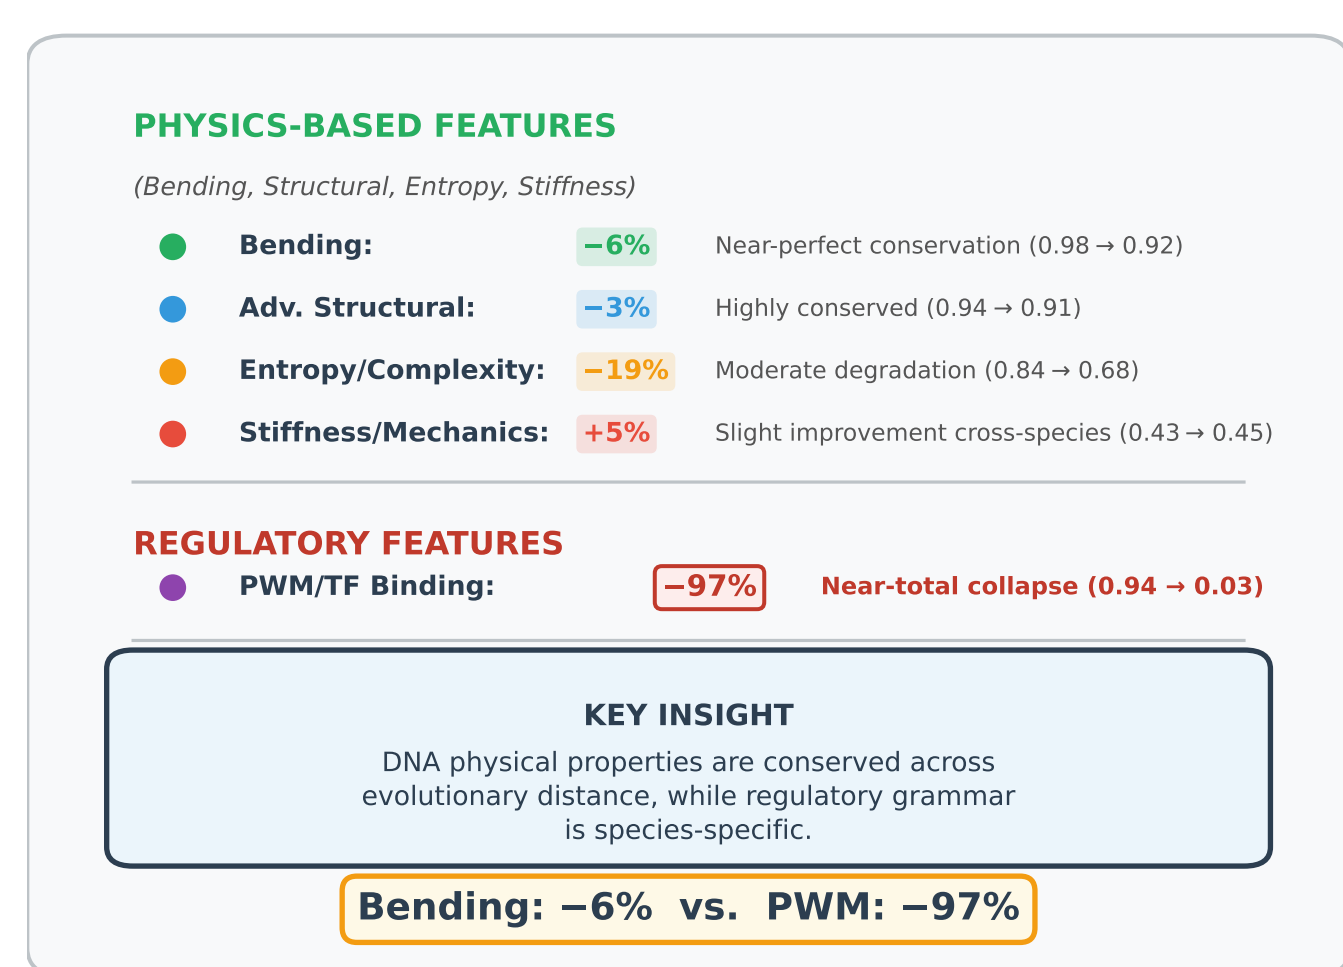 PHYSICS-BASED FEATURES
(Bending, Structural, Entropy, Stiffness)
Bending: −6% Near-perfect conservation (0.98 → 0.92)
Adv. Structural: −3% Highly conserved (0.94 → 0.91)
Entropy/Complexity: −19% Moderate degradation (0.84 → 0.68)
Stiffness/Mechanics: +5% Slight improvement cross-species (0.43 → 0.45)
REGULATORY FEATURES
PWM/TF Binding: −97% Near-total collapse (0.94 → 0.03)
KEY INSIGHT
DNA physical properties are conserved across
evolutionary distance, while regulatory grammar
is species-specific.
Bending: −6% vs. PWM: −97%